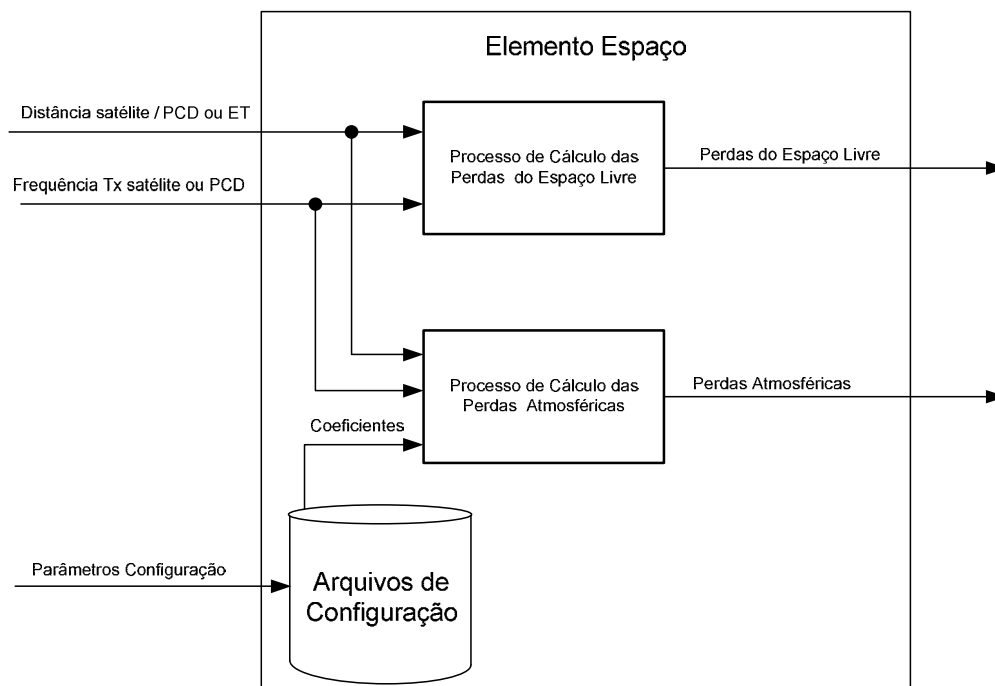 Elemento Espaço
Distância satélite / PCD ou ET
Processo de Cálculo das
Perdas do Espaço Livre
Perdas do Espaço Livre
Frequência Tx satélite ou PCD
Processo de Cálculo das
Perdas Atmosféricas
Perdas Atmosféricas
Coeficientes
Parâmetros Configuração
Arquivos de
Configuração